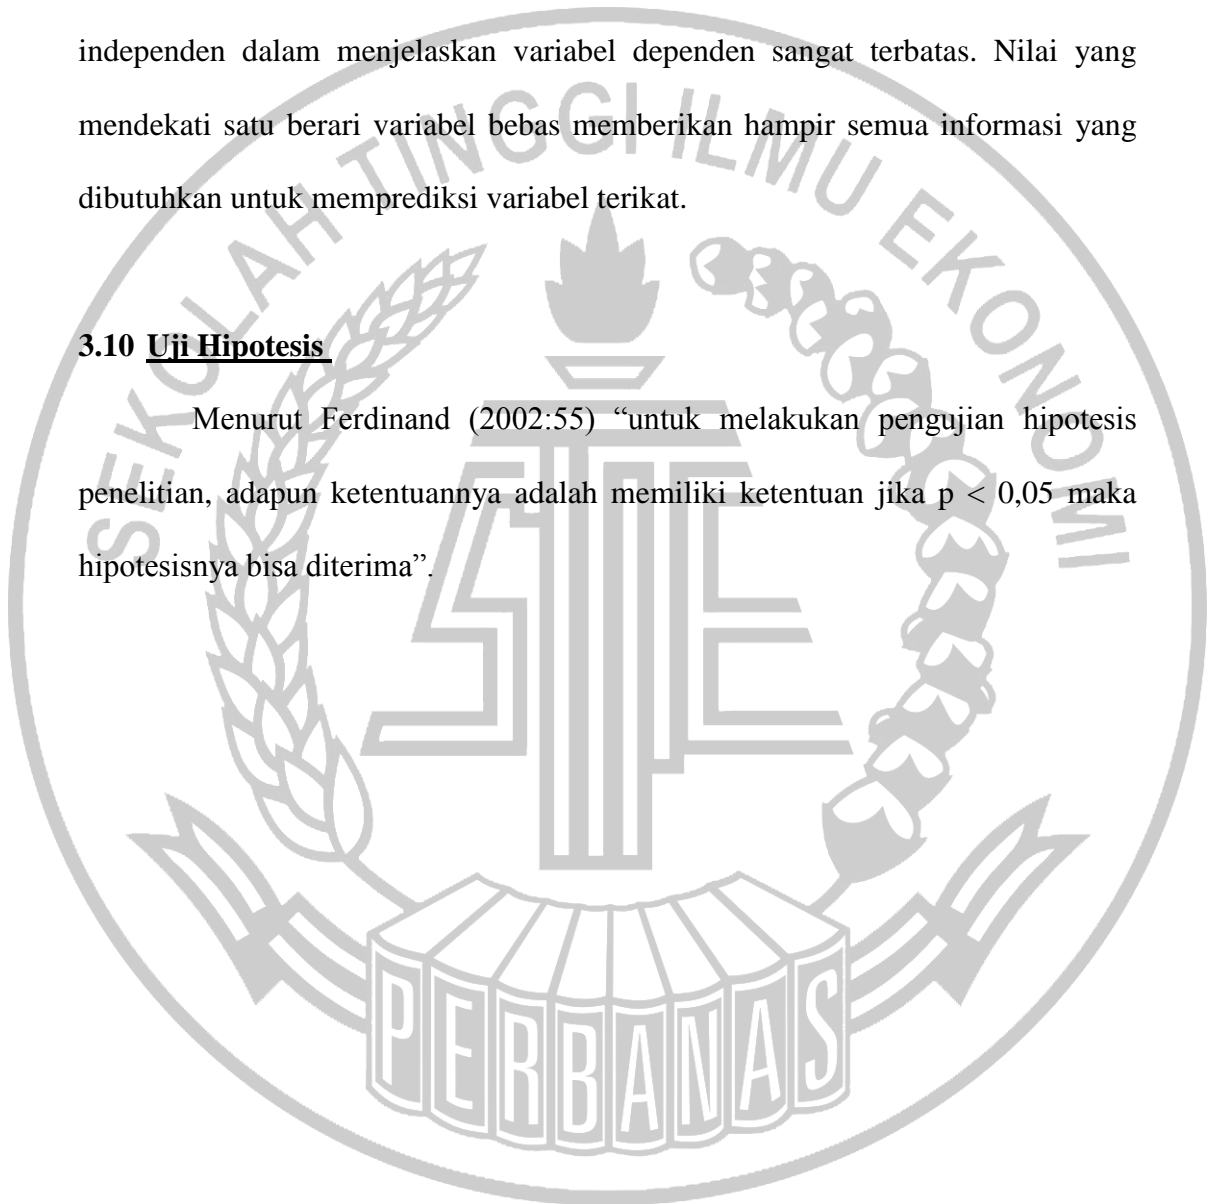 independen dalam menjelaskan variabel dependen sangat terbatas. Nilai yang
mendekati satu berari variabel bebas memberikan hampir semua informasi yang
dibutuhkan untuk memprediksi variabel terikat.
3.10 Uji Hipotesis
Menurut Ferdinand (2002:55) “untuk melakukan pengujian hipotesis
penelitian, adapun ketentuannya adalah memiliki ketentuan jika p < 0,05 maka
hipotesisnya bisa diterima”.
SEKOLAH TINGGI ILMU EKONOMI
STIE
PERBANAS